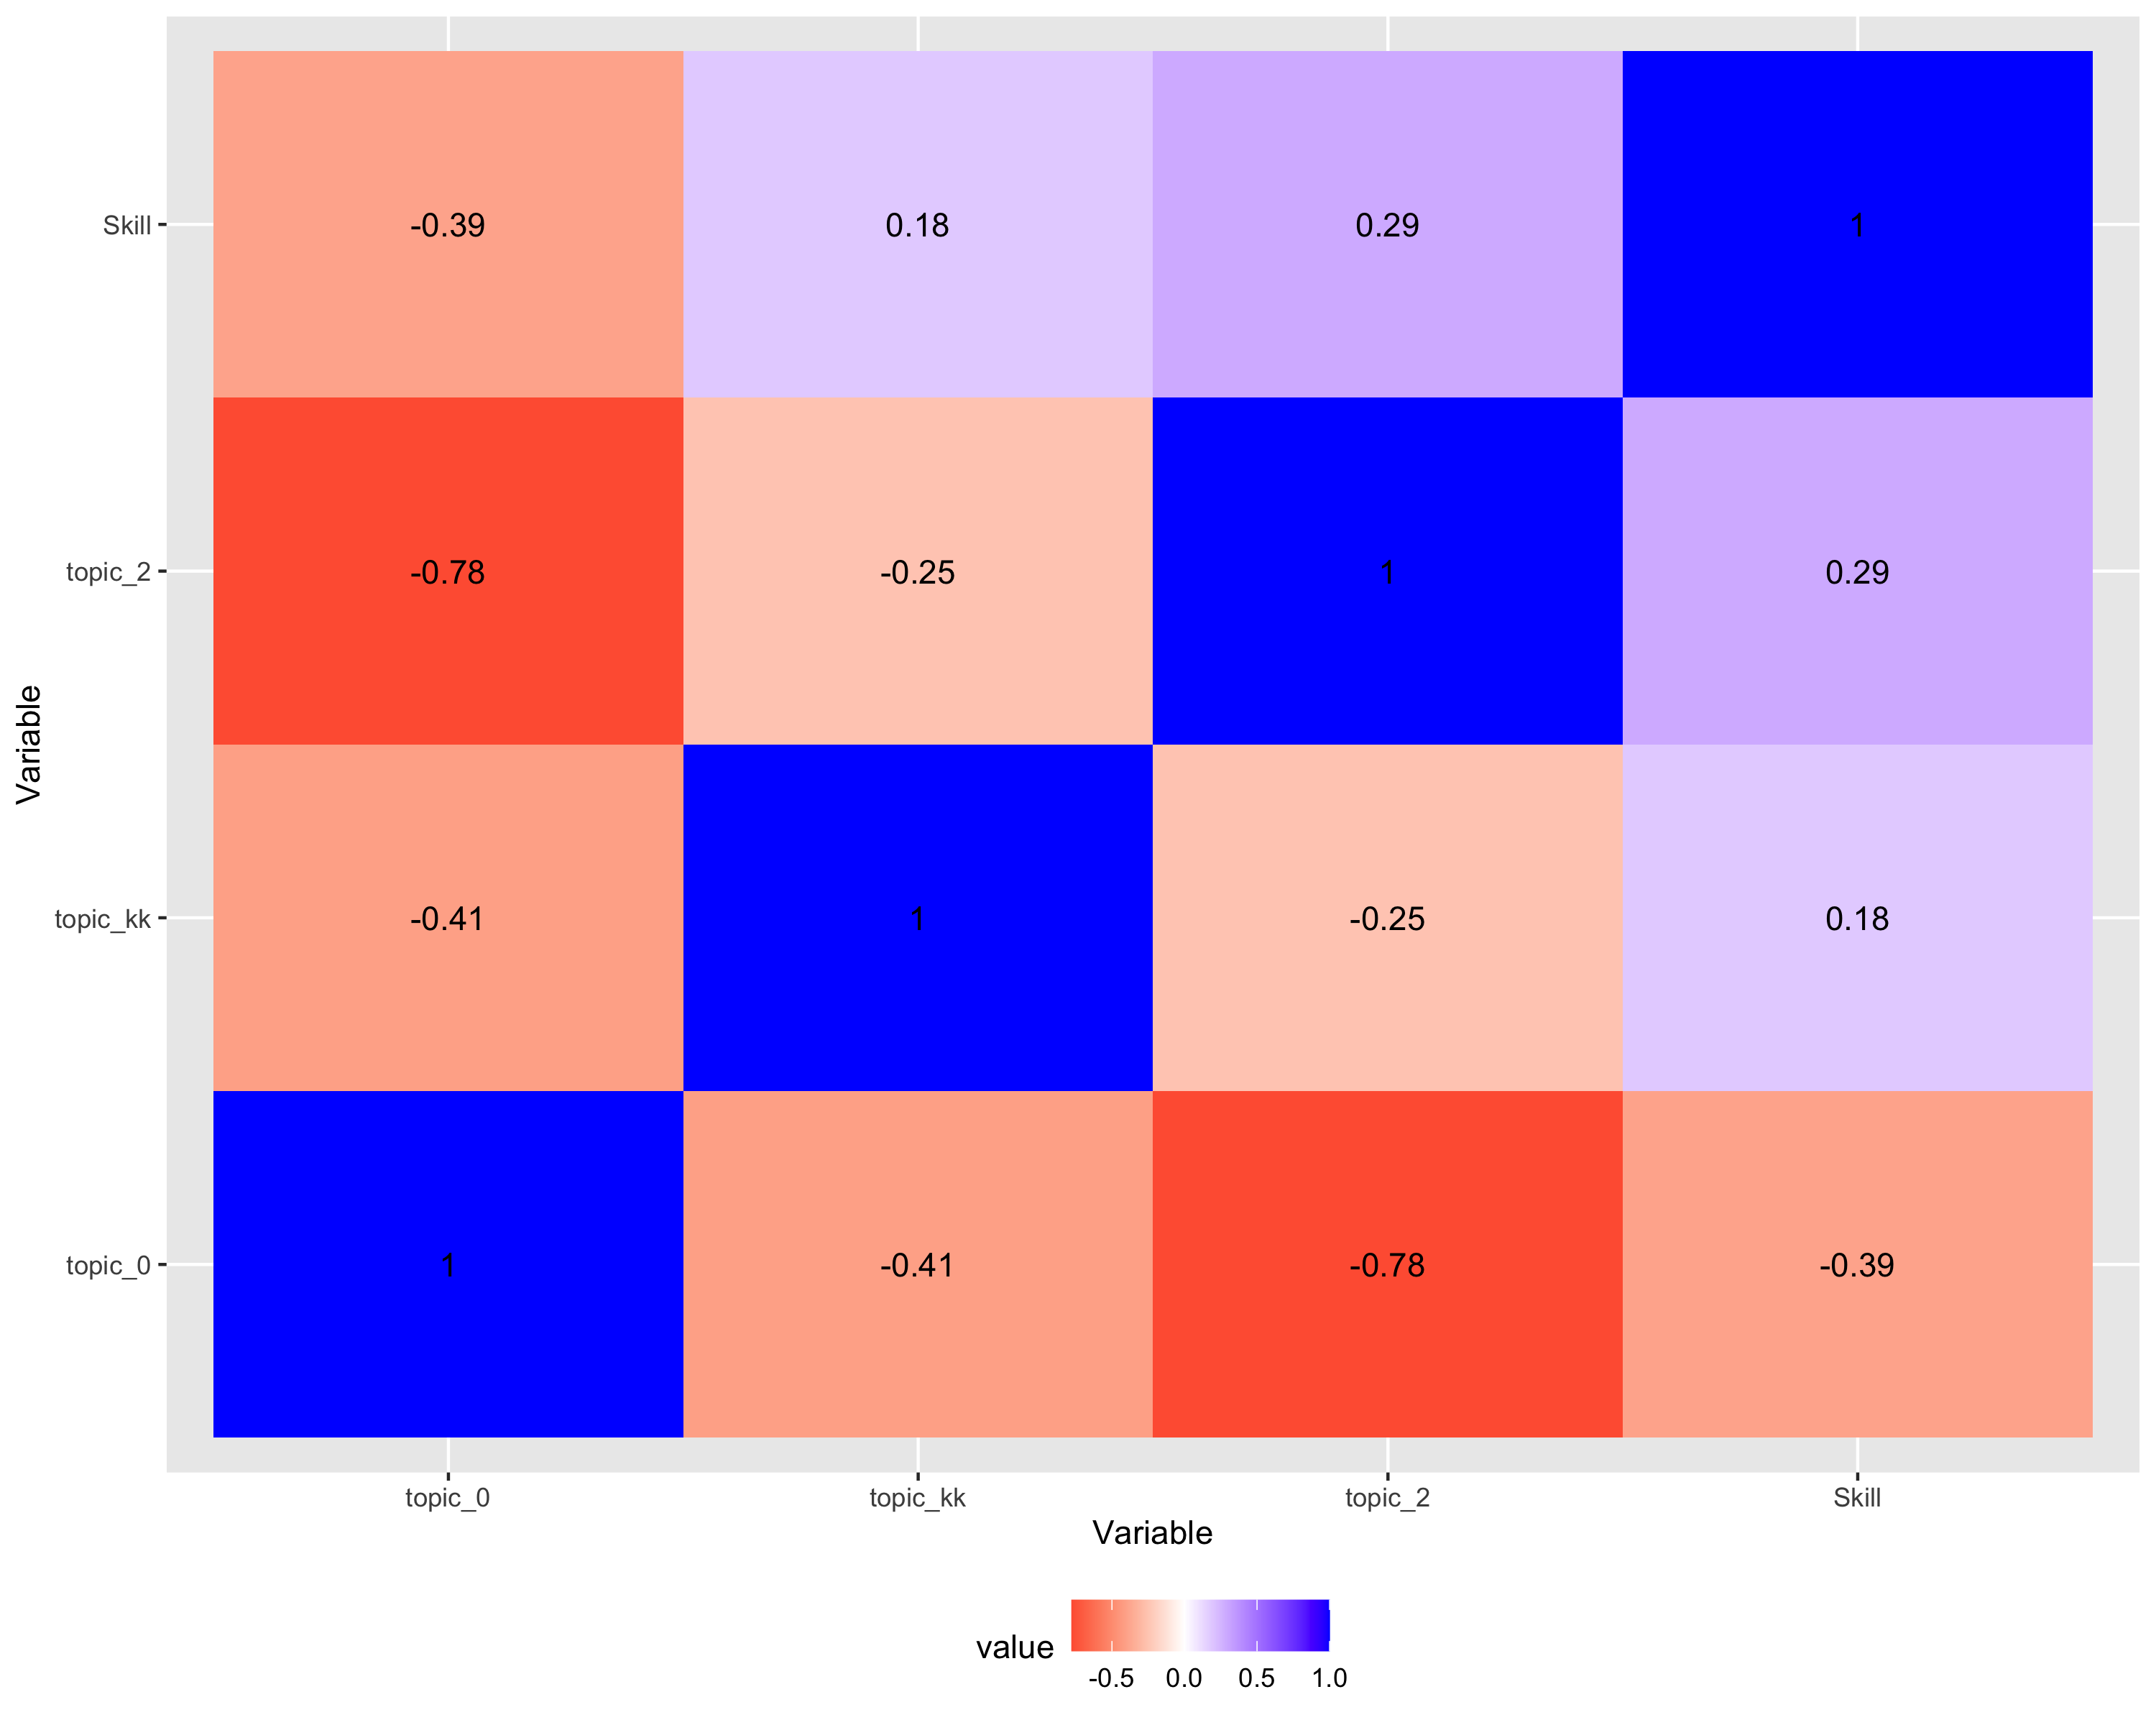 Skill -0.39 0.18 0.29 1
topic_2 -0.78 -0.25 1 0.29
Variable
topic_kk -0.41 1 -0.25 0.18
topic_0 1 -0.41 -0.78 -0.39
topic_0 topic_kk topic_2 Skill
Variable
value
-0.5 0.0 0.5 1.0